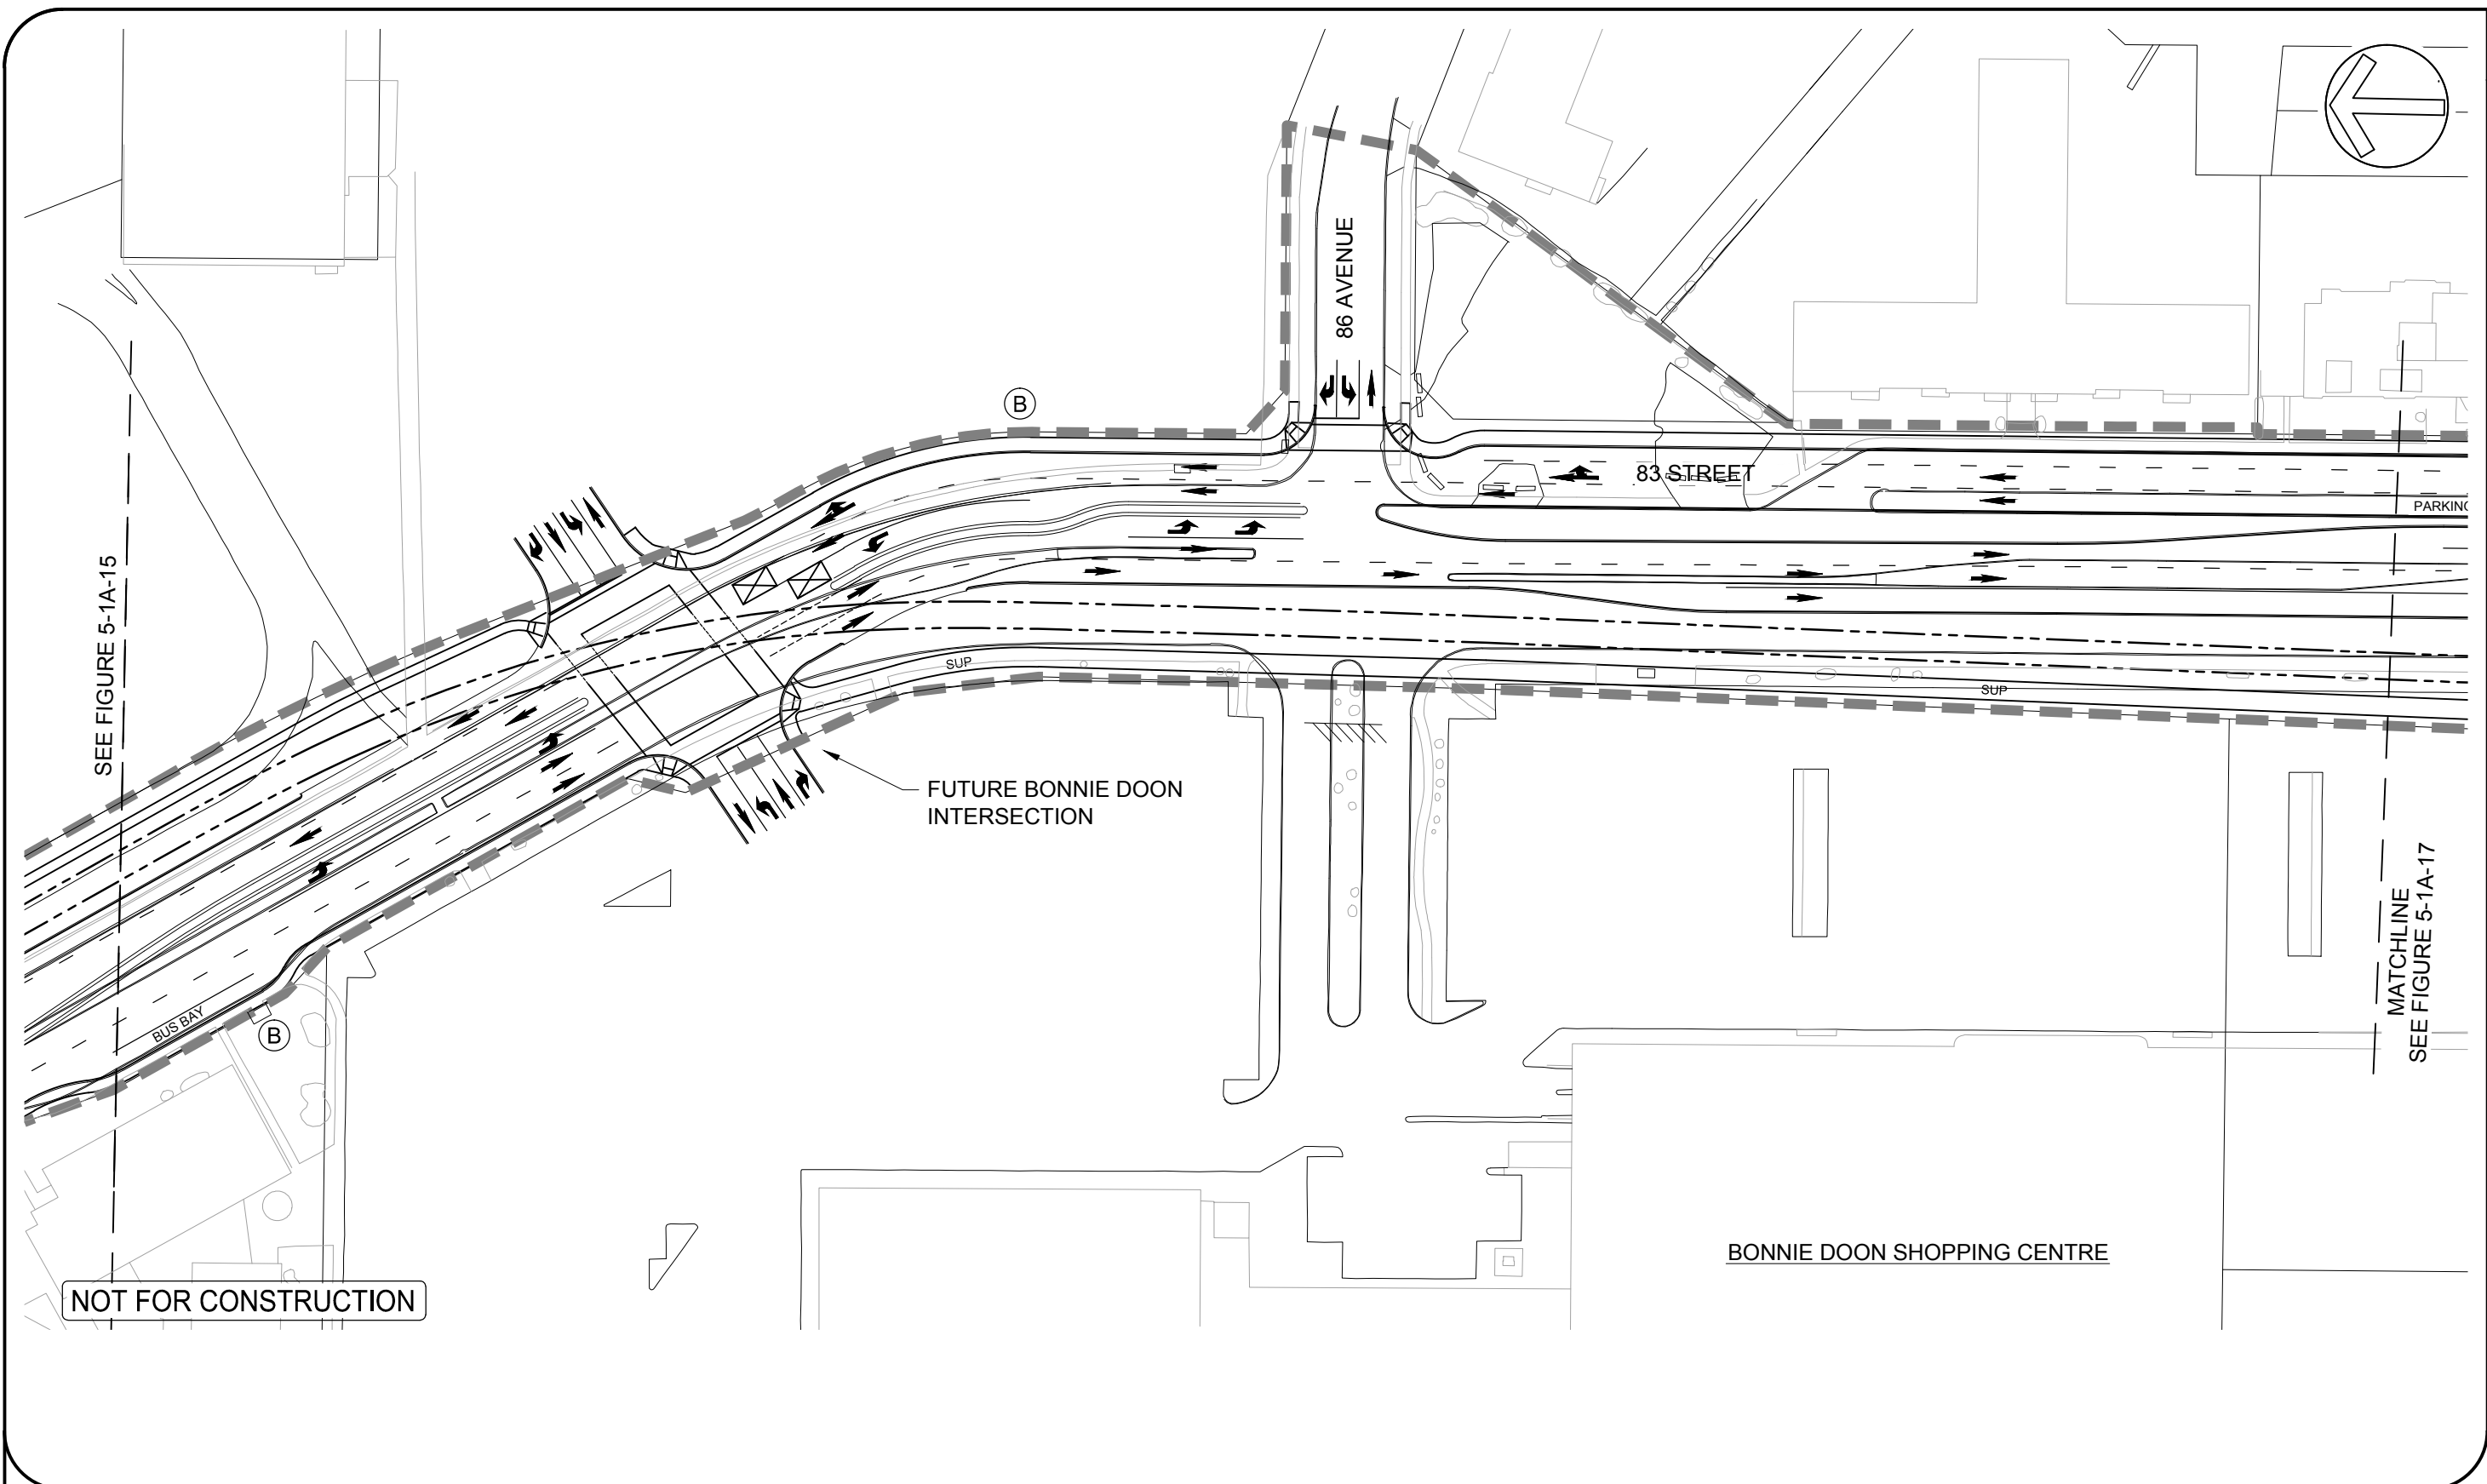 86 AVENUE
B
83 STREET
PARKING
SEE FIGURE 5-1A-15
SUP
SUP
FUTURE BONNIE DOON
INTERSECTION
MATCHLINE
SEE FIGURE 5-1A-17
BUS BAY
B
BONNIE DOON SHOPPING CENTRE
NOT FOR CONSTRUCTION